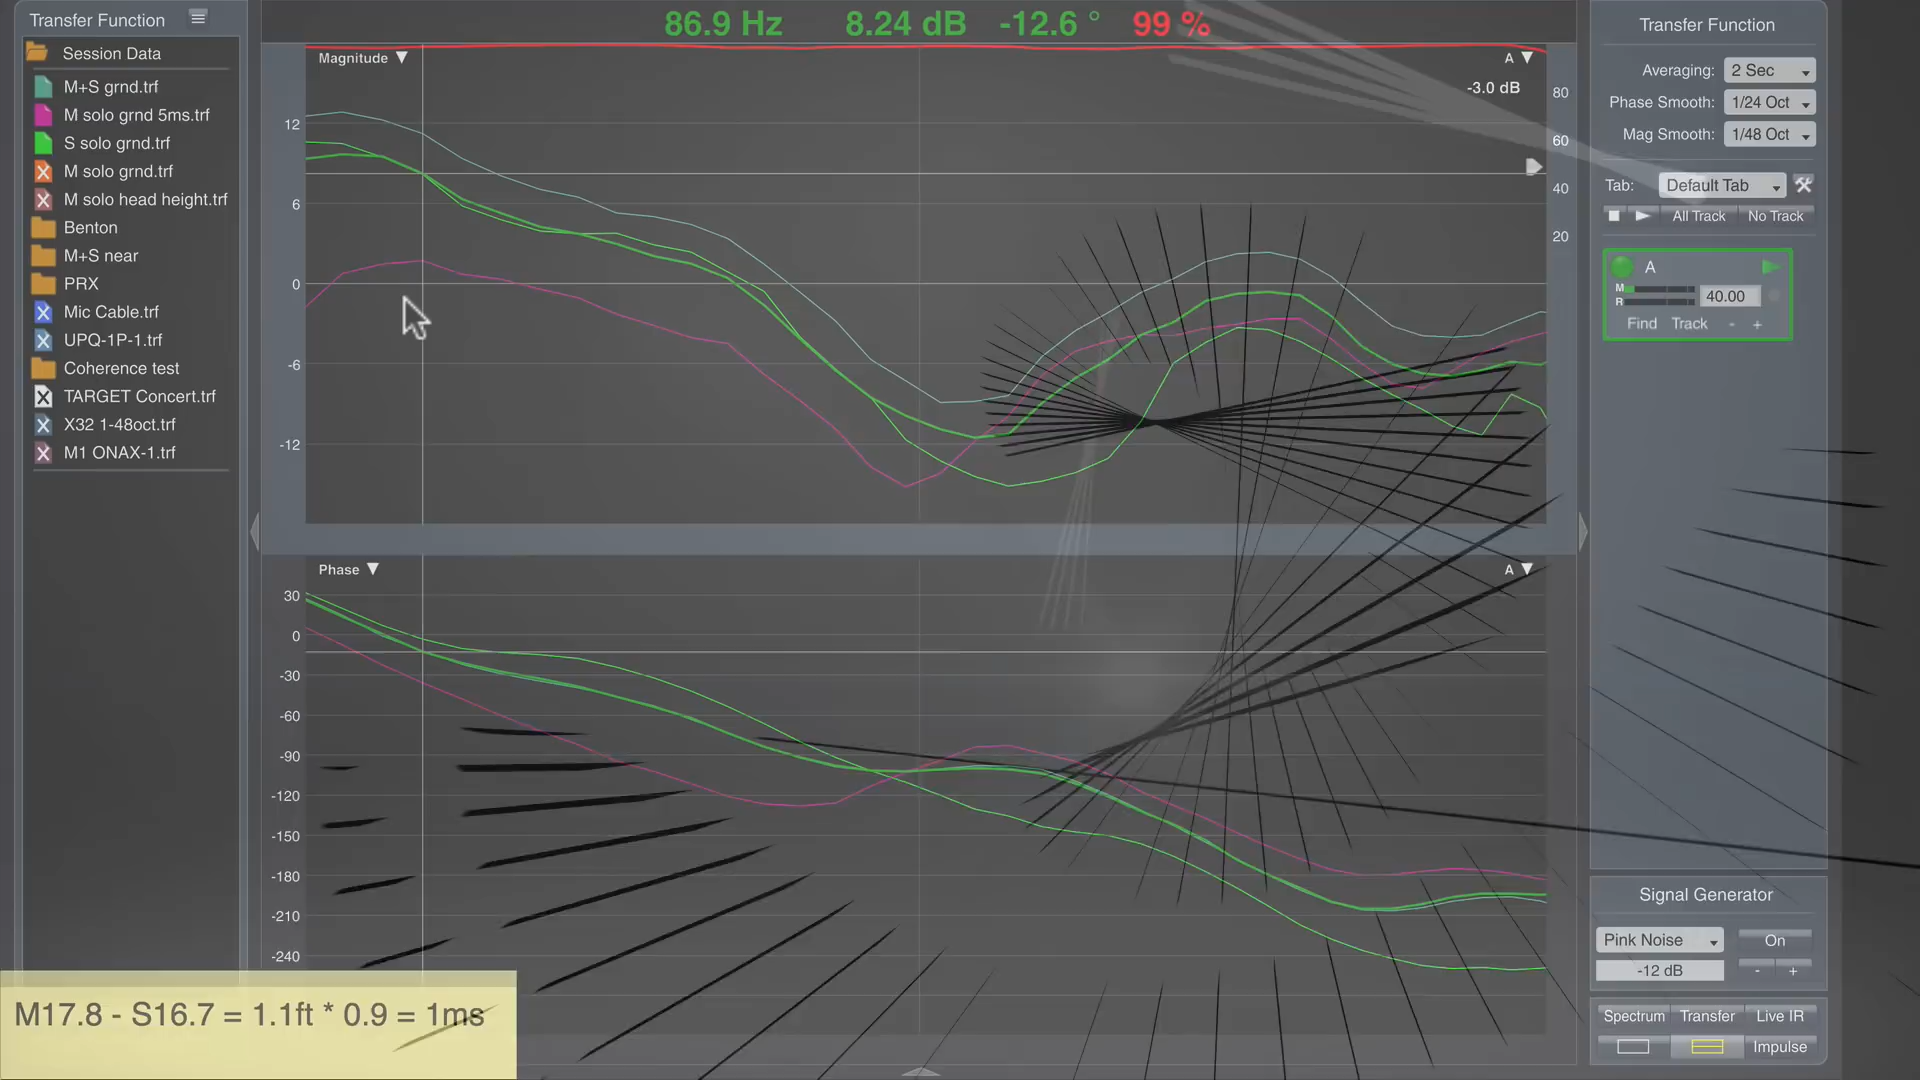 Transfer Function
Session Data
M+S grnd.trf
M solo grnd 5ms.trf
S solo grnd.trf
M solo grnd.trf
M solo head height.trf
Benton
M+S near
PRX
Mic Cable.trf
UPQ-1P-1.trf
Coherence test
TARGET Concert.trf
X32 1-48oct.trf
M1 ONAX-1.trf
86.9 Hz 8.24 dB -12.6 ° 99 %
Magnitude
A
-3.0 dB
12
6
0
-6
-12
80
60
40
20
Phase
A
30
0
-30
-60
-90
-120
-150
-180
-210
-240
M17.8 - S16.7 = 1.1ft * 0.9 = 1ms
Transfer Function
Averaging: 2 Sec
Phase Smooth: 1/24 Oct
Mag Smooth: 1/48 Oct
Tab: Default Tab
All Track No Track
A
M
R
40.00
Find Track - +
Signal Generator
Pink Noise On
-12 dB - +
Spectrum Transfer Live IR
Impulse